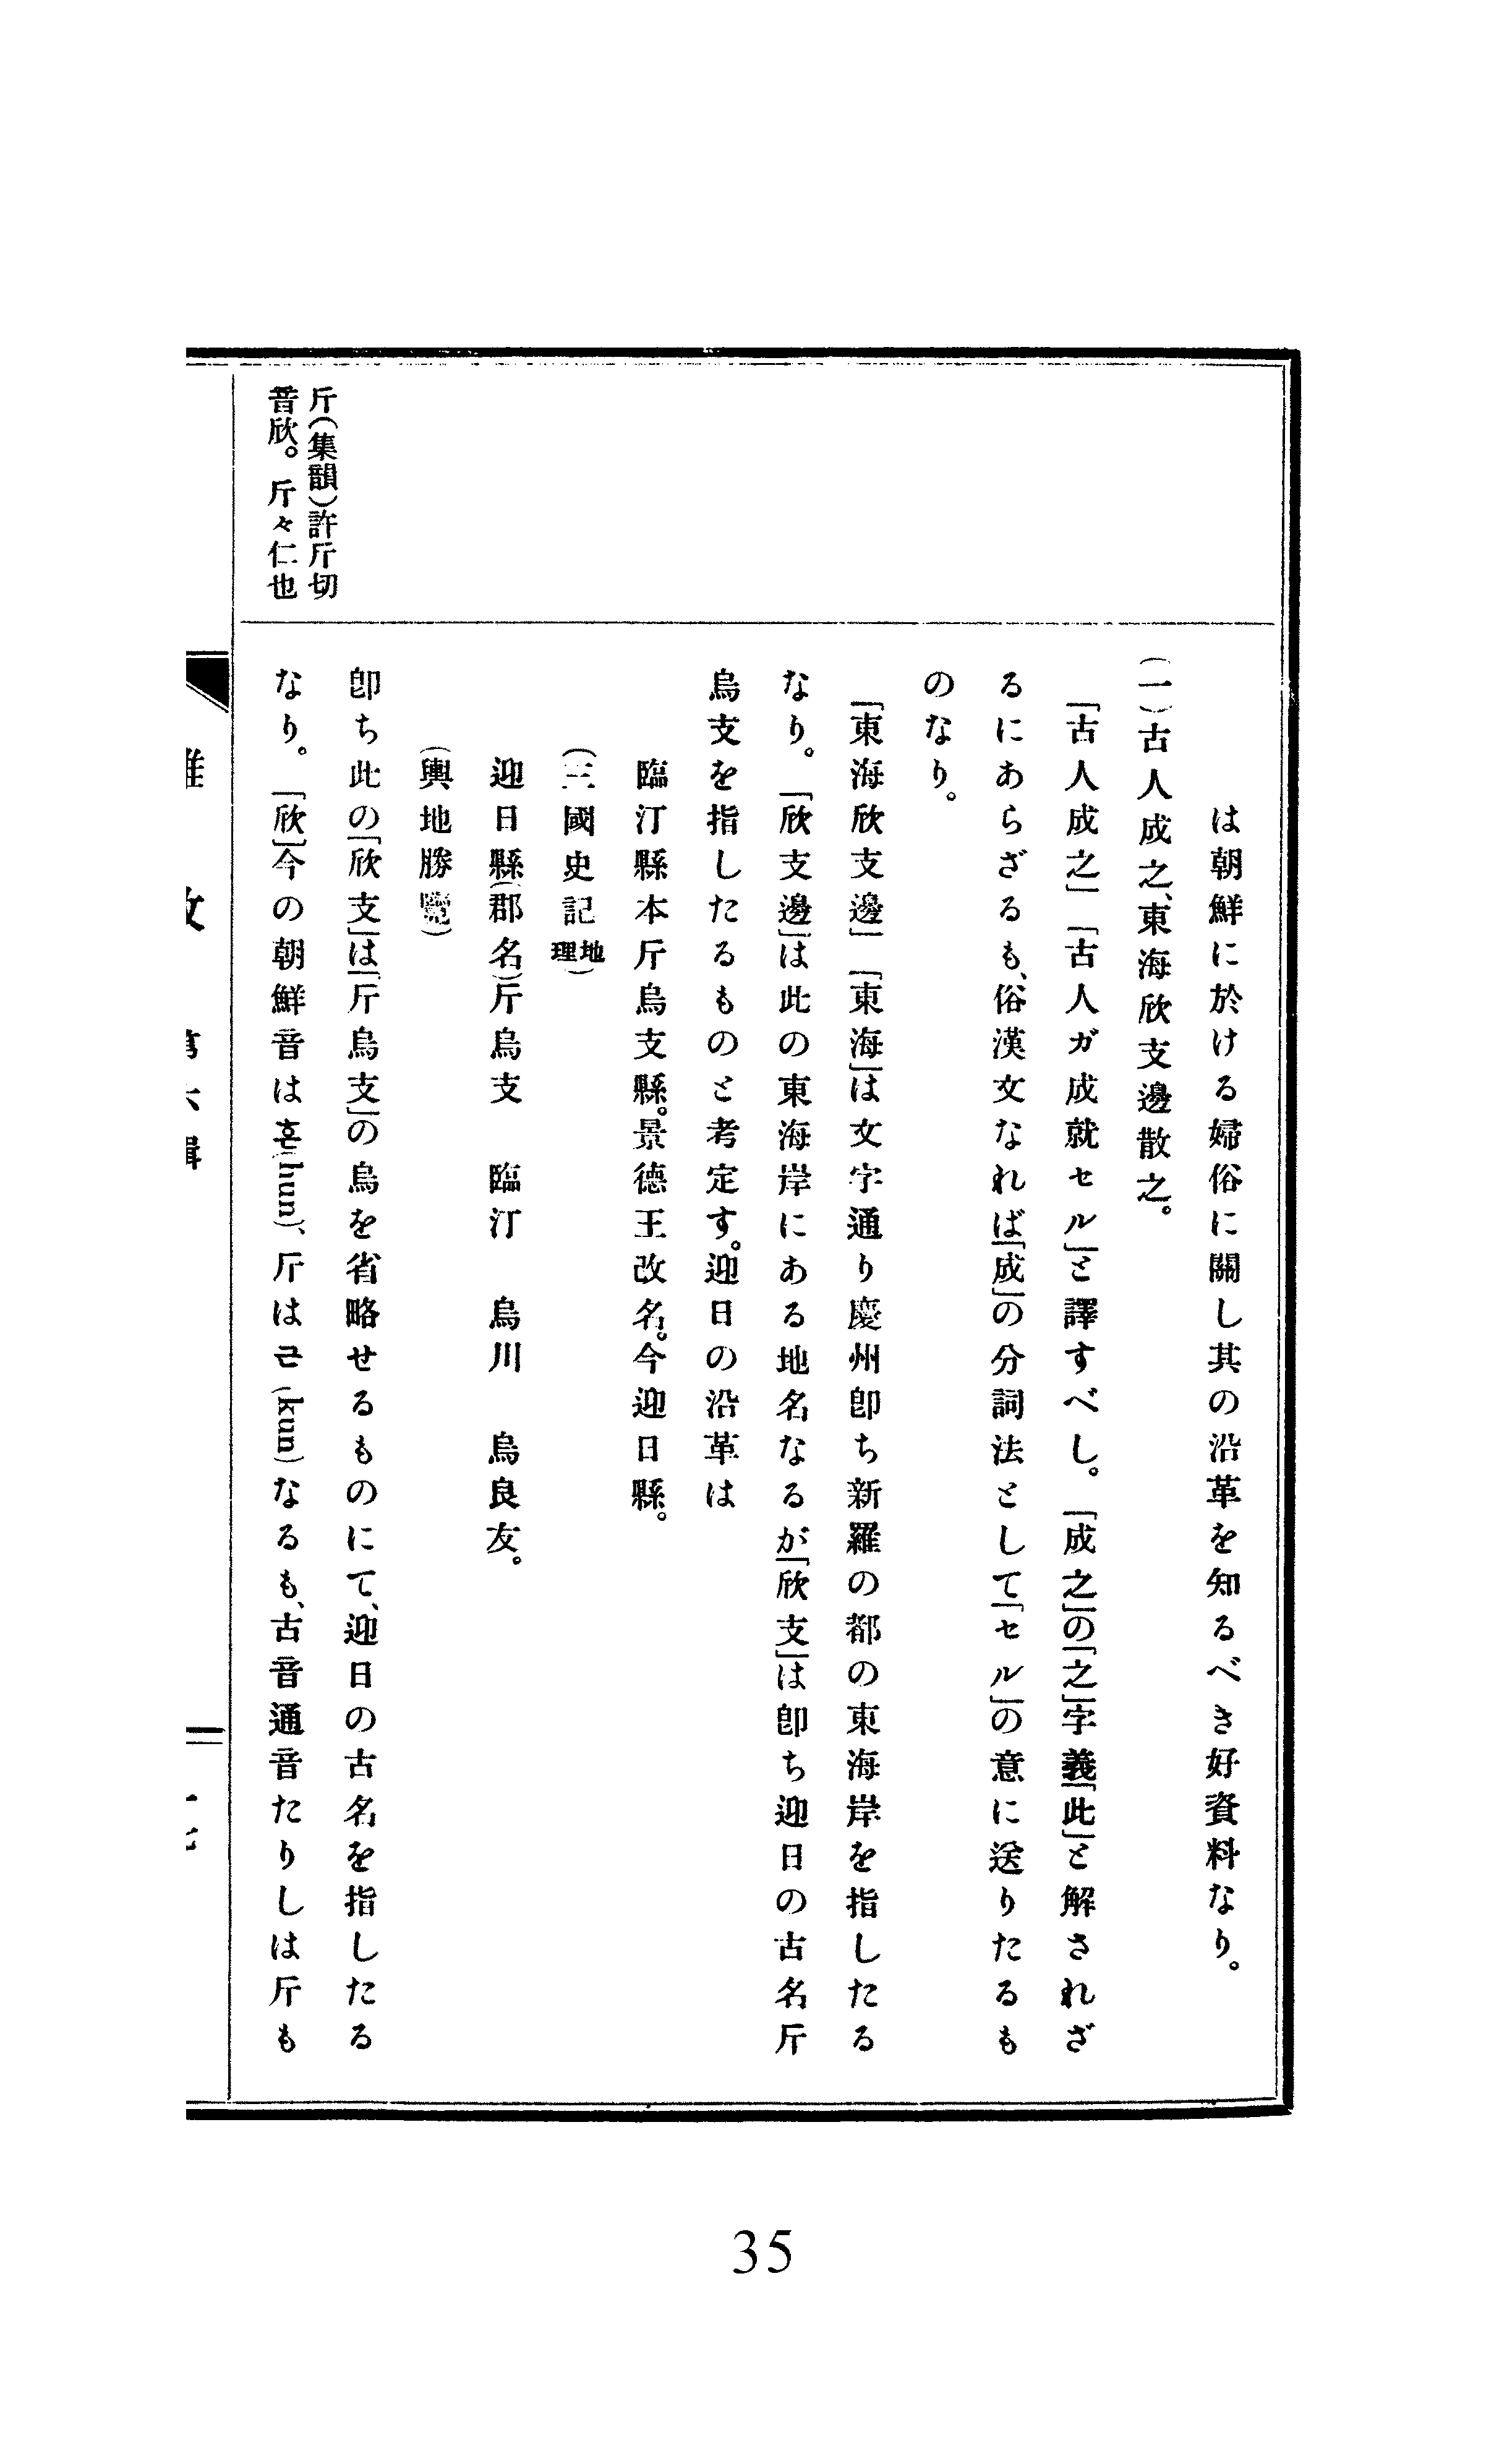 は朝鮮に於ける婦俗に關し其の沿革を知るべき好資料なり。
(一)古人成之、東海欣支邊散之。
「古人成之」「古人ガ成就セル」と譯すべし。「成之」の「之」字義「此」と解されざ
るにあらざるも、俗漢文なれば「成」の分詞法として「セル」の意に送りたるも
のなり。
「東海欣支邊」「東海」は文字通り慶州卽ち新羅の都の東海岸を指したる
なり。「欣支邊」は此の東海岸にある地名なるが「欣支」は卽ち迎日の古名斤
烏支を指したるものと考定す。迎日の沿革は
臨汀縣本斤烏支縣。景德王改名。今迎日縣。
(三國史記地理)
迎日縣(郡名)斤烏支 臨汀 烏川 烏良友。
(輿地勝覽)
卽ち此の「欣支」は「斤烏支」の烏を省略せるものにて、迎日の古名を指したる
なり。「欣」今の朝鮮音は흔(hun)、斤は근(kun)なるも、古音通音たりしは斤も
斤(集韻)許斤切
音欣。斤々仁也
35